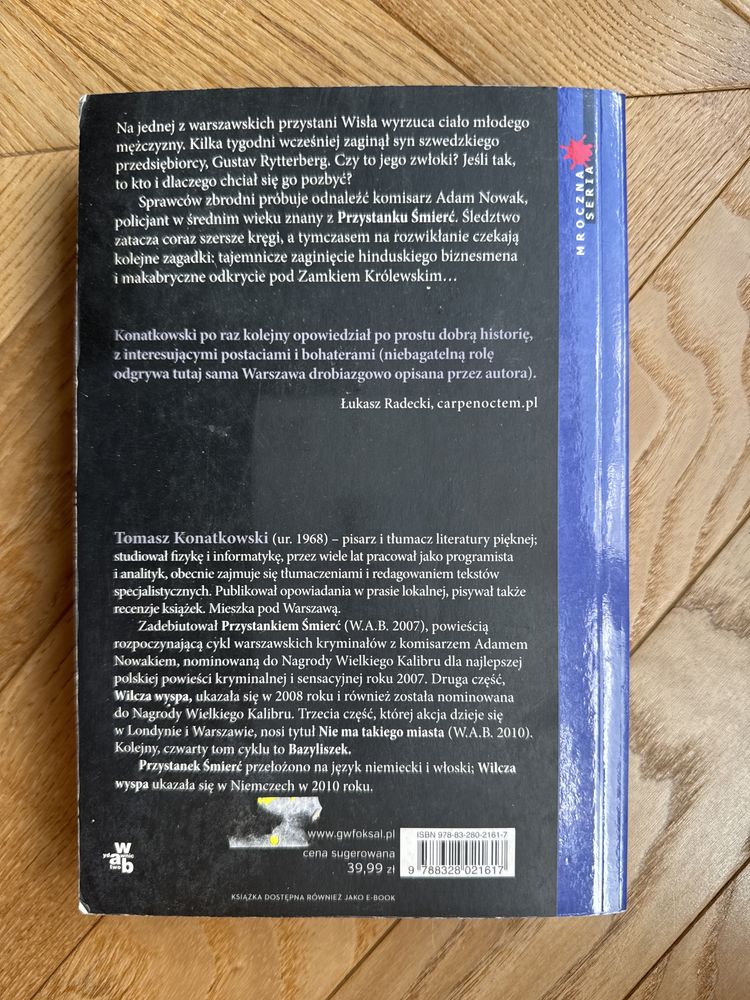 Na jednej z warszawskich przystani Wisła wyrzuca ciało młodego
mężczyzny. Kilka tygodni wcześniej zaginął syn szwedzkiego
przedsiębiorcy, Gustav Rytterberg. Czy to jego zwłoki? Jeśli tak,
to kto i dlaczego chciał się go pozbyć?
Sprawców zbrodni próbuje odnaleźć komisarz Adam Nowak,
policjant w średnim wieku znany z Przystanku Śmierć. Śledztwo
zatacza coraz szersze kręgi, a tymczasem na rozwikłanie czekają
kolejne zagadki: tajemnicze zaginięcie hinduskiego biznesmena
i makabryczne odkrycie pod Zamkiem Królewskim…
Konatkowski po raz kolejny opowiedział po prostu dobrą historię,
z interesującymi postaciami i bohaterami (niebagatelną rolę
odgrywa tutaj sama Warszawa drobiazgowo opisana przez autora).
Łukasz Radecki, carpenoctem.pl
Tomasz Konatkowski (ur. 1968) – pisarz i tłumacz literatury pięknej;
studiował fizykę i informatykę, przez wiele lat pracował jako programista
i analityk, obecnie zajmuje się tłumaczeniami i redagowaniem tekstów
specjalistycznych. Publikował opowiadania w prasie lokalnej, pisywał także
recenzje książek. Mieszka pod Warszawą.
Zadebiutował Przystankiem Śmierć (W.A.B. 2007), powieścią
rozpoczynającą cykl warszawskich kryminałów z komisarzem Adamem
Nowakiem, nominowaną do Nagrody Wielkiego Kalibru dla najlepszej
polskiej powieści kryminalnej i sensacyjnej roku 2007. Druga część,
Wilcza wyspa, ukazała się w 2008 roku i również została nominowana
do Nagrody Wielkiego Kalibru. Trzecia część, której akcja dzieje się
w Londynie i Warszawie, nosi tytuł Nie ma takiego miasta (W.A.B. 2010).
Kolejny, czwarty tom cyklu to Bazyliszek.
Przystanek Śmierć przełożono na język niemiecki i włoski; Wilcza
wyspa ukazała się w Niemczech w 2010 roku.
www.gwfoksal.pl
cena sugerowana
39,99 zł
ISBN 978-83-280-2161-7
9 788328 021617
wydawnictwo
w
a
b
KSIĄŻKA DOSTĘPNA RÓWNIEŻ JAKO E-BOOK
MROCZNA
SERIA